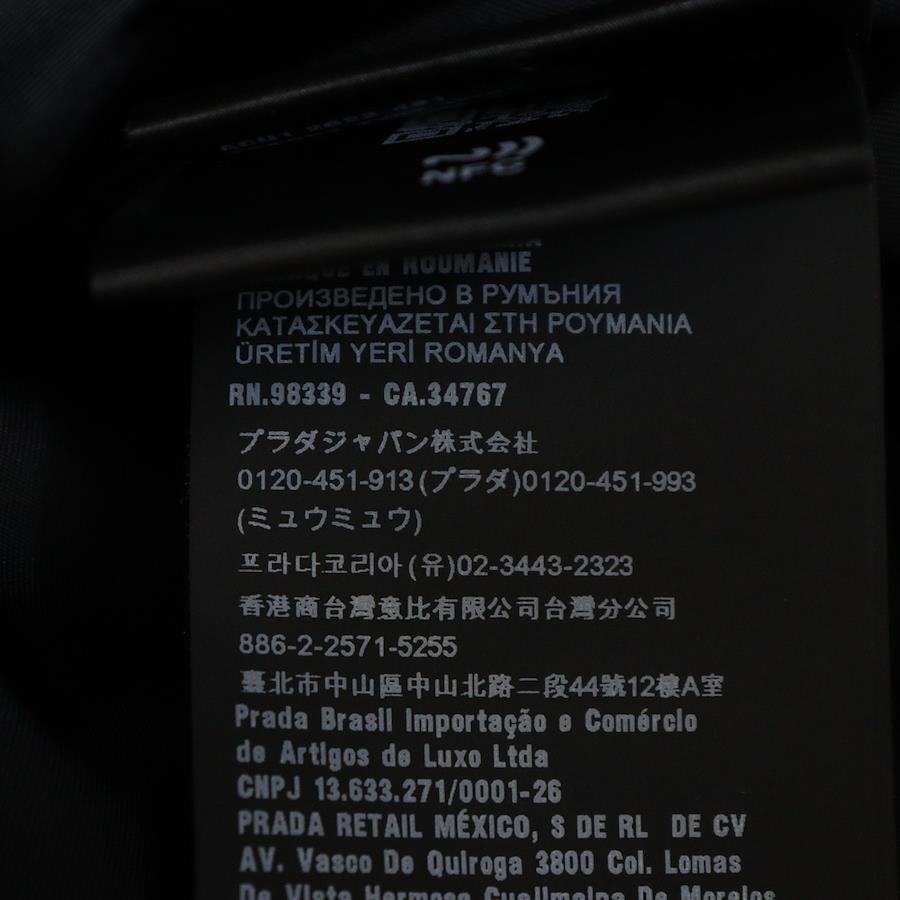 NFC
EN ROUMANIE
ПРОИЗВЕДЕНО В РУМЪНИЯ
ΚΑΤΑΣΚΕΥΑΖΕΤΑΙ ΣΤΗ ΡΟΥΜΑΝΙΑ
ÜRETİM YERİ ROMANYA
RN.98339 - CA.34767
プラダジャパン株式会社
0120-451-913(プラダ)0120-451-993
(ミュウミュウ)
프라다코리아(유)02-3443-2323
香港商台灣意比有限公司台灣分公司
886-2-2571-5255
臺北市中山區中山北路二段44號12樓A室
Prada Brasil Importação e Comércio
de Artigos de Luxo Ltda
CNPJ 13.633.271/0001-26
PRADA RETAIL MÉXICO, S DE RL DE CV
AV. Vasco De Quiroga 3800 Col. Lomas
De Vista Hermosa Cuajimalpa De Morelos